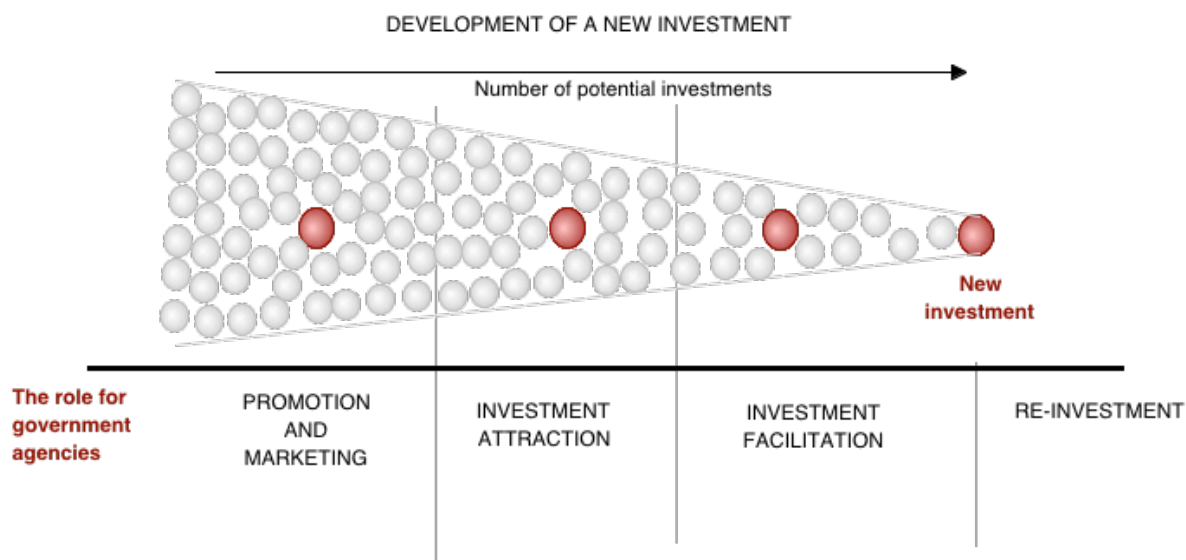 DEVELOPMENT OF A NEW INVESTMENT
Number of potential investments
New
investment
The role for
government
agencies
PROMOTION
AND
MARKETING
INVESTMENT
ATTRACTION
INVESTMENT
FACILITATION
RE-INVESTMENT